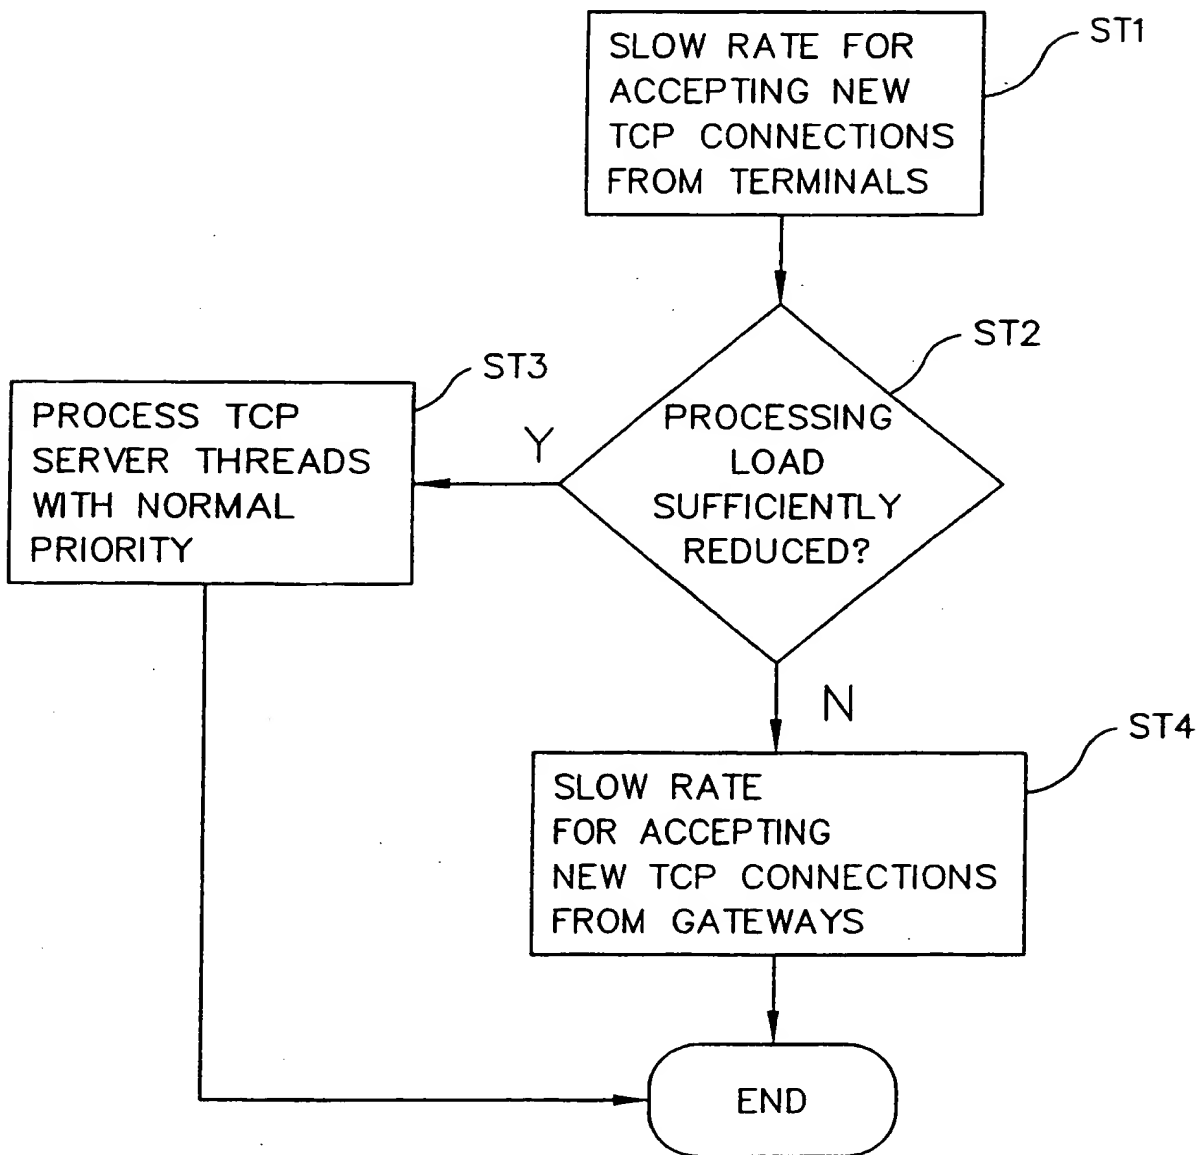 SLOW RATE FOR
ACCEPTING NEW
TCP CONNECTIONS
FROM TERMINALS
ST1
PROCESSING
LOAD
SUFFICIENTLY
REDUCED?
ST2
Y
PROCESS TCP
SERVER THREADS
WITH NORMAL
PRIORITY
ST3
N
SLOW RATE
FOR ACCEPTING
NEW TCP CONNECTIONS
FROM GATEWAYS
ST4
END